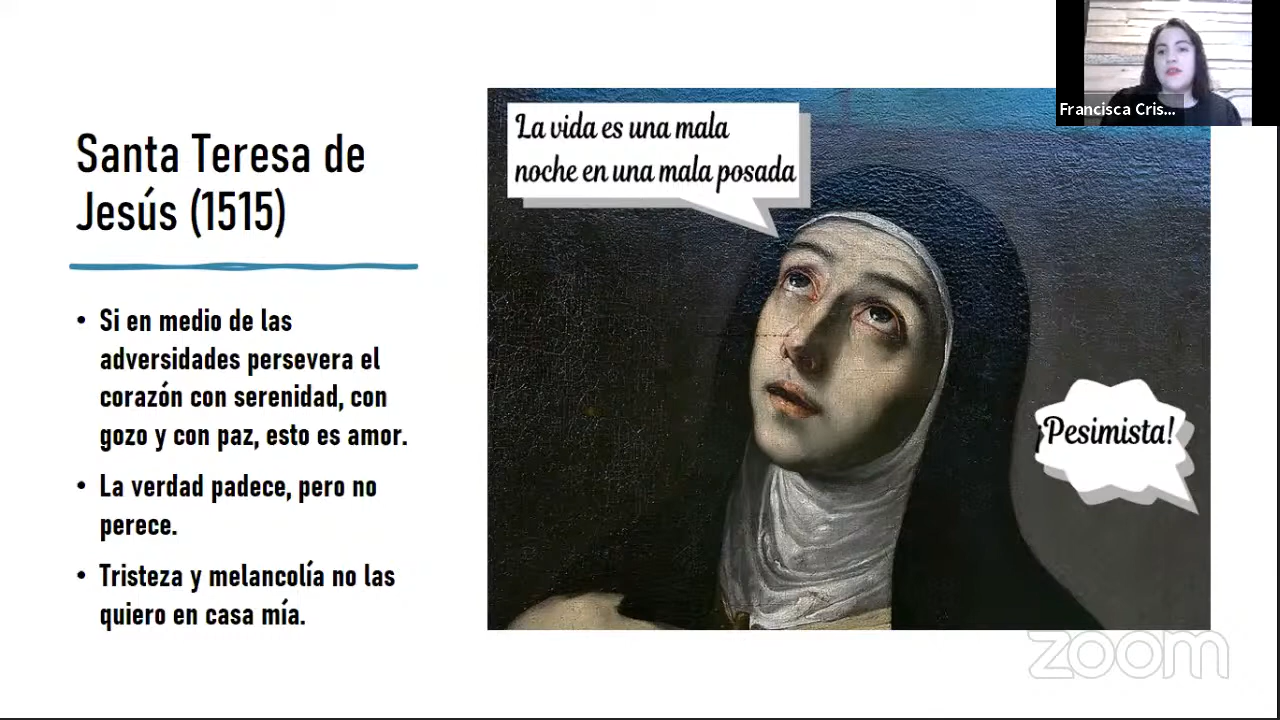 Santa Teresa de
Jesús (1515)
• Si en medio de las
adversidades persevera el
corazón con serenidad, con
gozo y con paz, esto es amor.
• La verdad padece, pero no
perece.
• Tristeza y melancolía no las
quiero en casa mía.
La vida es una mala
noche en una mala posada
¡Pesimista!
Francisca Cris...
zoom